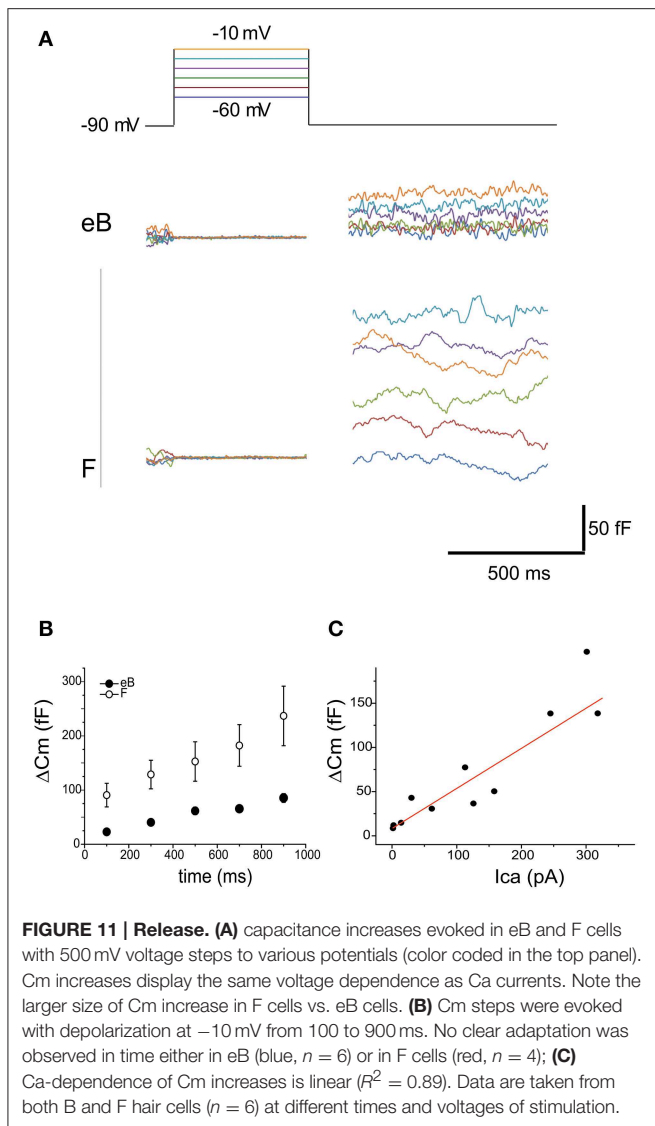 A
-10 mV
-60 mV
-90 mV
eB
F
50 fF
500 ms
B
C
eB
F
ΔCm (fF)
300
150
0
0 200 400 600 800 1000
time (ms)
ΔCm (fF)
150
100
50
0
0 100 200 300
Ica (pA)
FIGURE 11 | Release. (A) capacitance increases evoked in eB and F cells
with 500 mV voltage steps to various potentials (color coded in the top panel).
Cm increases display the same voltage dependence as Ca currents. Note the
larger size of Cm increase in F cells vs. eB cells. (B) Cm steps were evoked
with depolarization at −10 mV from 100 to 900 ms. No clear adaptation was
observed in time either in eB (blue, n = 6) or in F cells (red, n = 4); (C)
Ca-dependence of Cm increases is linear (R² = 0.89). Data are taken from
both B and F hair cells (n = 6) at different times and voltages of stimulation.